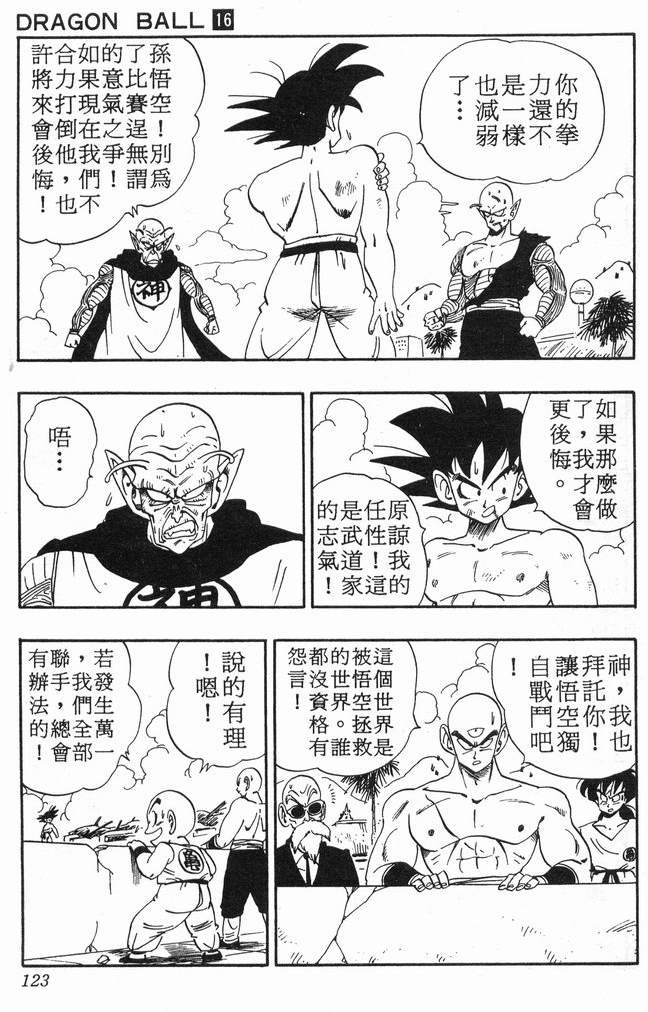 DRAGON BALL 16
你的拳
力還不
是一樣
也減弱
了…
孫悟空！別為
了比賽逞無謂
的意氣之爭！
如果現在我們不
合力打倒他，也
許將來會後悔！
神
如果那麼做
了，我才會
更後悔。
原諒我的
任性！這
是武道家
的志氣！
唔…
神
神，我也
拜託你！
讓悟空獨
自戰鬥吧
！
這個世界是
被悟空拯救
的世界。誰
都沒資格有
怨言！
說的有理
！嗯！
若發生萬一
，我們全部
聯手，總會
有辦法的！
123